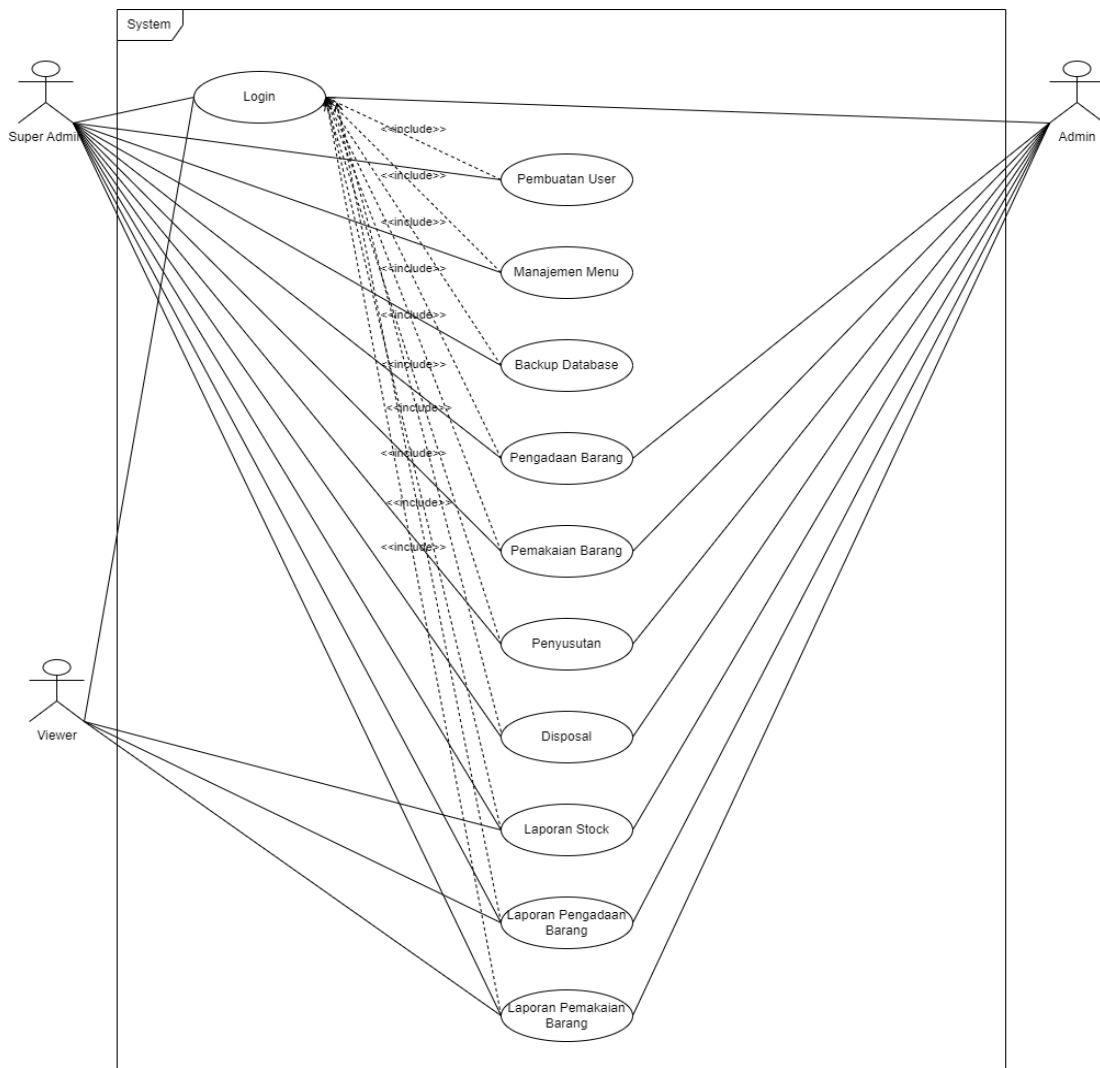 System
Login
Super Admin
Admin
<<include>>
Pembuatan User
<<include>>
<<include>>
Manajemen Menu
<<include>>
<<include>>
Backup Database
<<include>>
<<include>>
Pengadaan Barang
<<include>>
<<include>>
Pemakaian Barang
<<include>>
Penyusutan
Viewer
Disposal
Laporan Stock
Laporan Pengadaan
Barang
Laporan Pemakaian
Barang